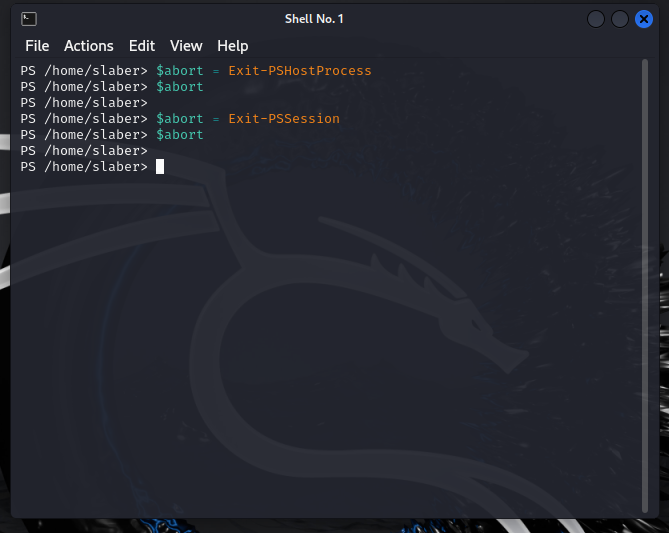 Shell No. 1
File Actions Edit View Help
PS /home/slaber> $abort = Exit-PSHostProcess
PS /home/slaber> $abort
PS /home/slaber>
PS /home/slaber> $abort = Exit-PSSession
PS /home/slaber> $abort
PS /home/slaber>
PS /home/slaber>